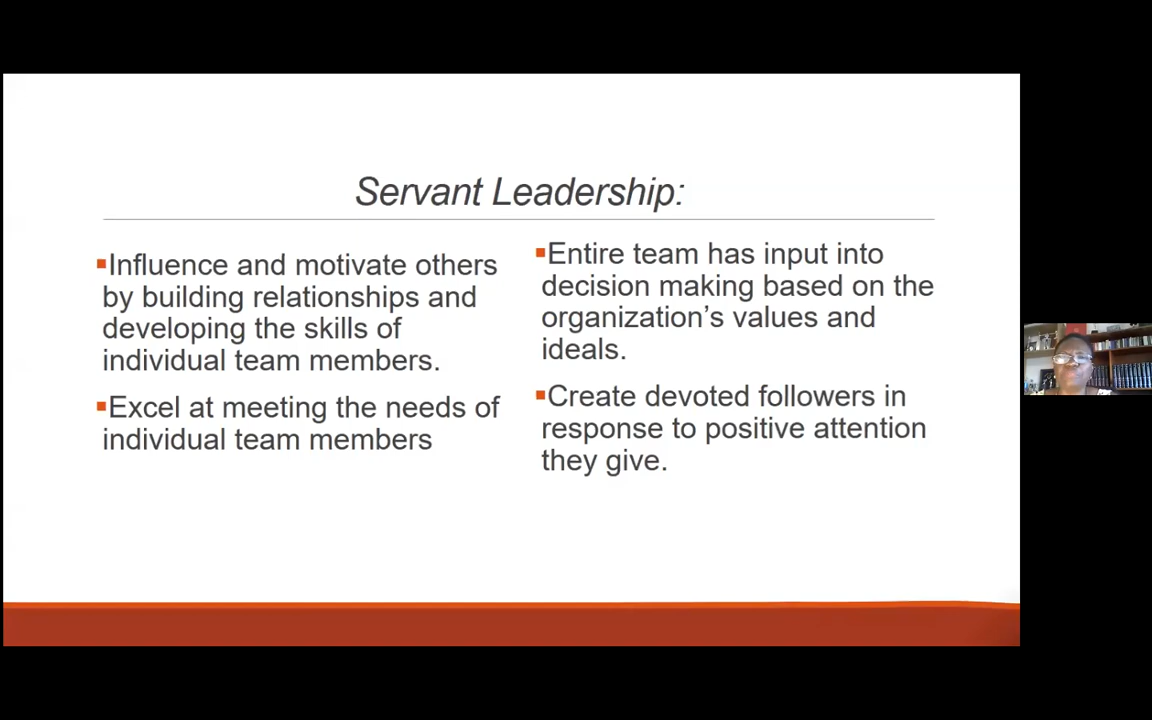 Servant Leadership:
▪Influence and motivate others
by building relationships and
developing the skills of
individual team members.
▪Excel at meeting the needs of
individual team members
▪Entire team has input into
decision making based on the
organization’s values and
ideals.
▪Create devoted followers in
response to positive attention
they give.